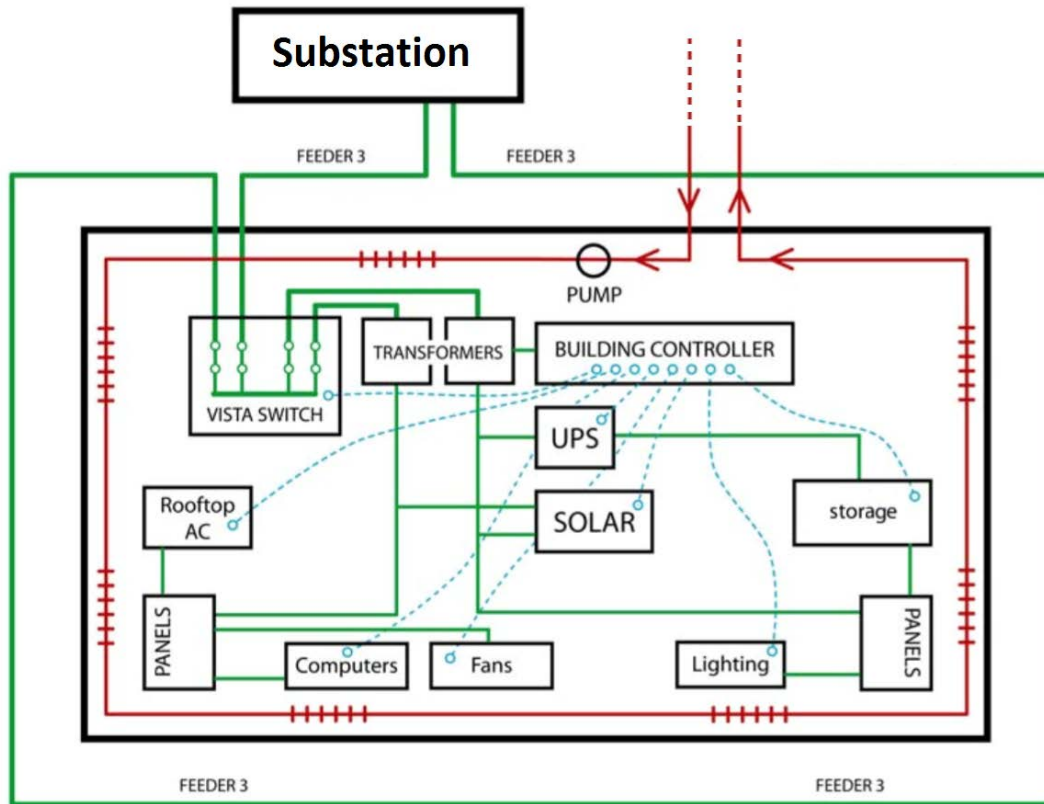 Substation
FEEDER 3
FEEDER 3
PUMP
TRANSFORMERS
BUILDING CONTROLLER
VISTA SWITCH
UPS
Rooftop
AC
SOLAR
storage
PANELS
Computers
Fans
Lighting
PANELS
FEEDER 3
FEEDER 3